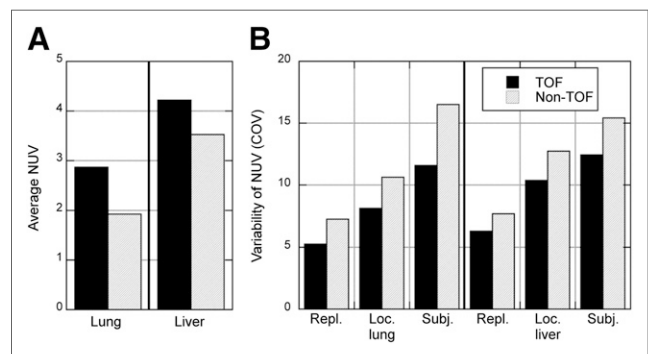 A
Average NUV
5
4
3
2
1
0
Lung Liver
B
Variability of NUV (COV)
20
15
10
5
0
TOF
Non-TOF
Repl. Loc. Subj. Repl. Loc. Subj.
lung liver